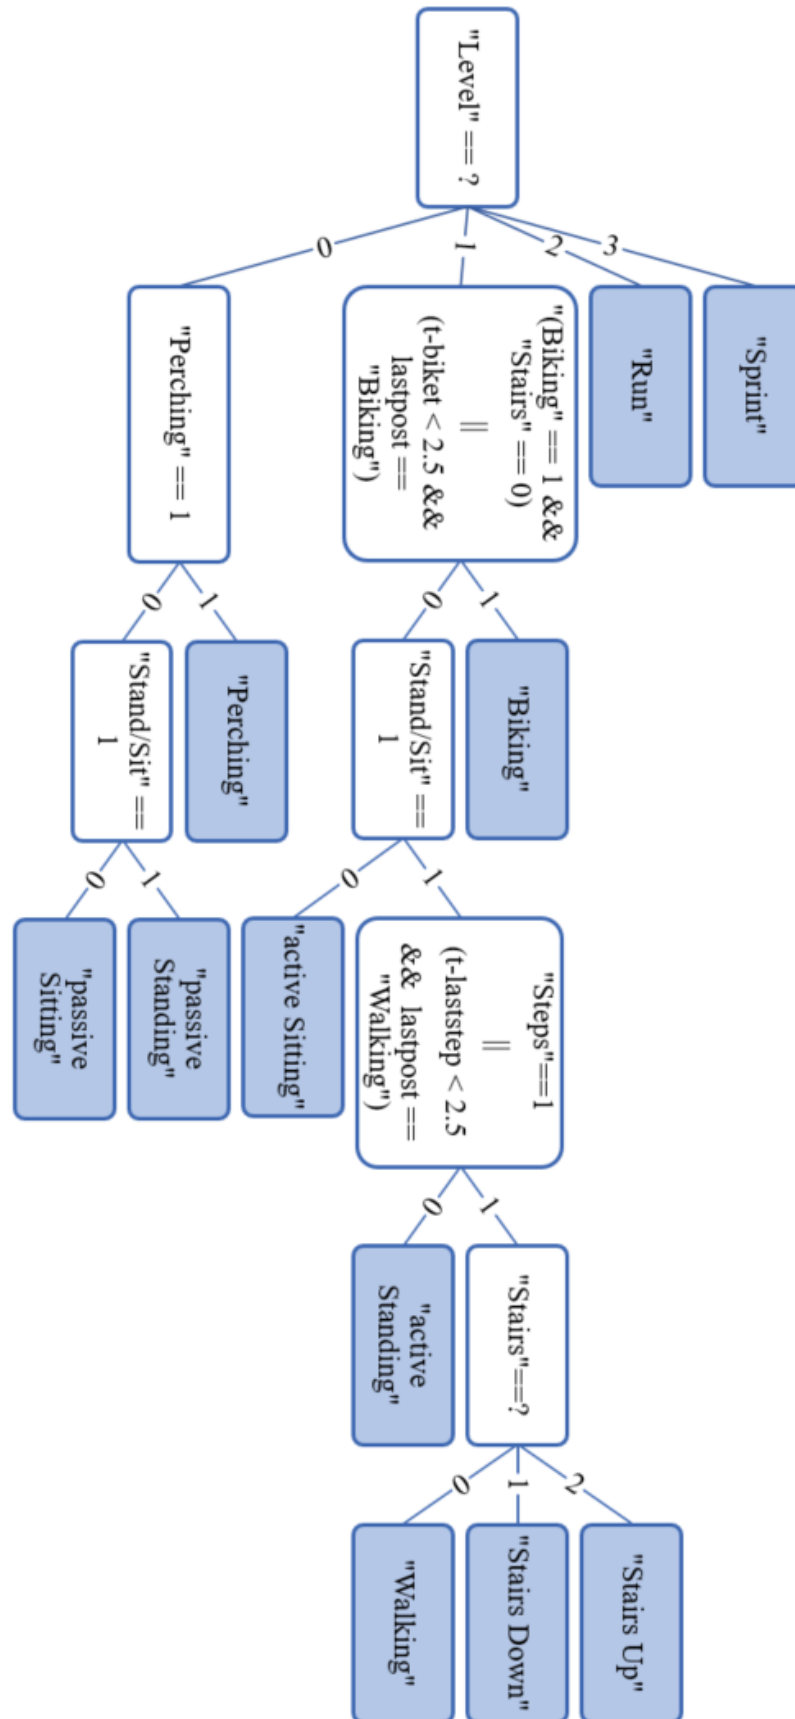 "Level" == ?
0
1
2
3
"Perching" == 1
"(Biking" == 1 &&
"Stairs" == 0)
||
(t-biket < 2.5 &&
lastpost ==
"Biking")
"Run"
"Sprint"
0
1
0
1
"Stand/Sit" ==
1
"Perching"
"Stand/Sit" ==
1
"Biking"
0
1
0
1
"passive
Sitting"
"passive
Standing"
"active Sitting"
"Steps"==1
||
(t-laststep < 2.5
&& lastpost ==
"Walking")
0
1
"active
Standing"
"Stairs"==?
0
1
2
"Walking"
"Stairs Down"
"Stairs Up"